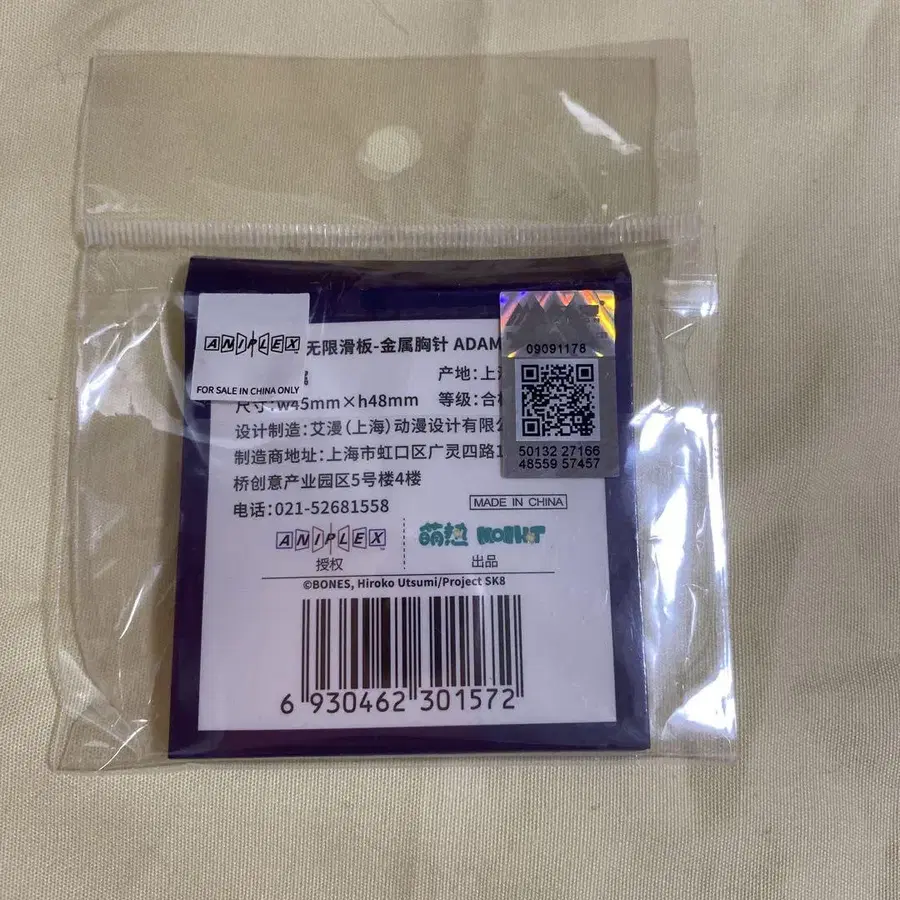 ANIPLEX
FOR SALE IN CHINA ONLY
无限滑板-金属胸针 ADAM
产地:上
尺寸:w45mm×h48mm 等级:合
设计制造:艾漫(上海)动漫设计有限
制造商地址:上海市虹口区广灵四路1
桥创意产业园区5号楼4楼
电话:021-52681558
MADE IN CHINA
09091178
50132 27166
48559 57457
ANIPLEX
授权
萌趣 KOIKIT
出品
©BONES, Hiroko Utsumi/Project SK8
6 930462 301572